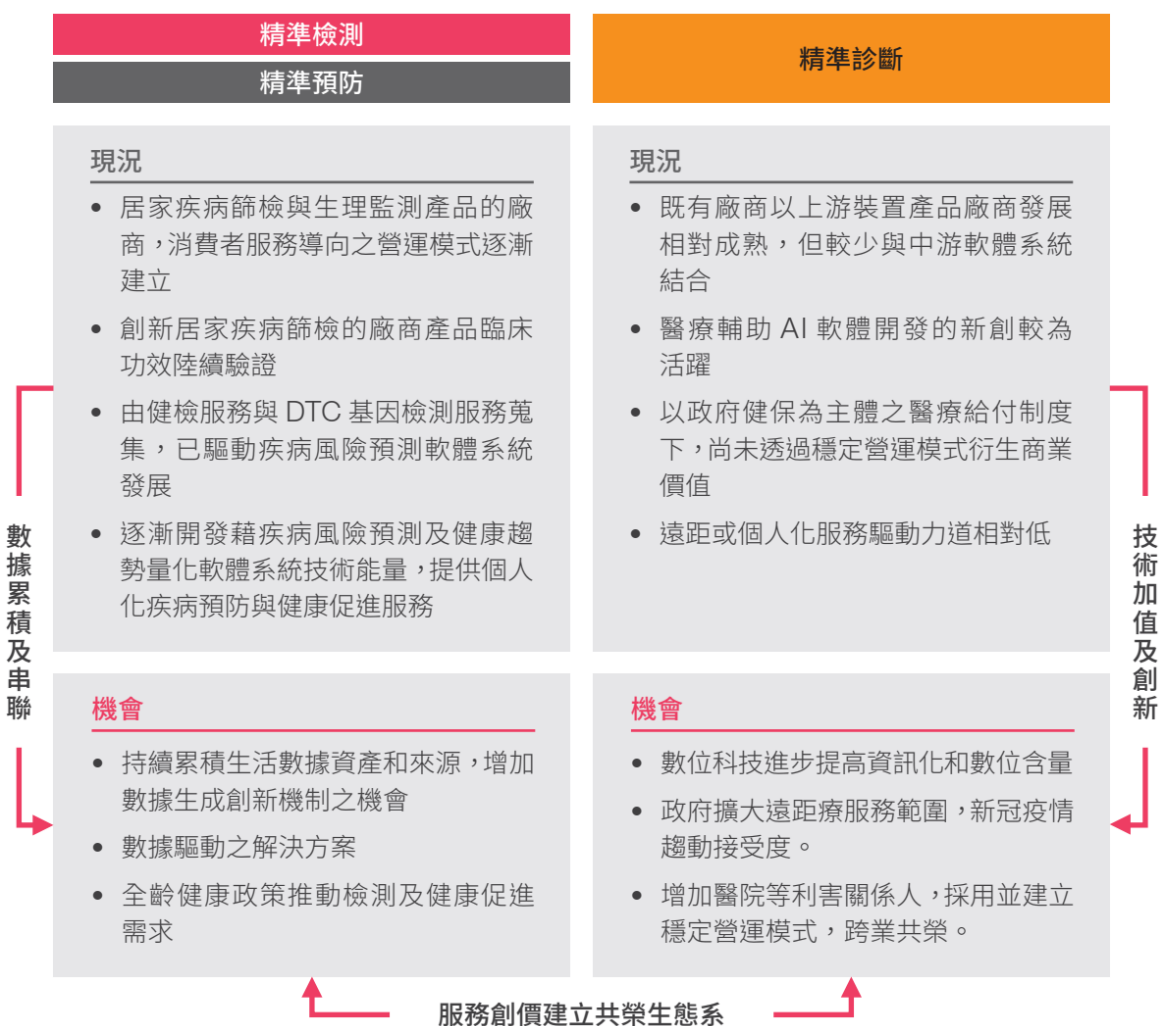 精準檢測
精準預防
現況
• 居家疾病篩檢與生理監測產品的廠
商，消費者服務導向之營運模式逐漸
建立
• 創新居家疾病篩檢的廠商產品臨床
功效陸續驗證
• 由健檢服務與 DTC 基因檢測服務蒐
集，已驅動疾病風險預測軟體系統
發展
• 逐漸開發藉疾病風險預測及健康趨
勢量化軟體系統技術能量，提供個人
化疾病預防與健康促進服務
數據累積及串聯
機會
• 持續累積生活數據資產和來源，增加
數據生成創新機制之機會
• 數據驅動之解決方案
• 全齡健康政策推動檢測及健康促進
需求
精準診斷
現況
• 既有廠商以上游裝置產品廠商發展
相對成熟，但較少與中游軟體系統
結合
• 醫療輔助 AI 軟體開發的新創較為
活躍
• 以政府健保為主體之醫療給付制度
下，尚未透過穩定營運模式衍生商業
價值
• 遠距或個人化服務驅動力道相對低
技術加值及創新
機會
• 數位科技進步提高資訊化和數位含量
• 政府擴大遠距療服務範圍，新冠疫情
趨動接受度。
• 增加醫院等利害關係人，採用並建立
穩定營運模式，跨業共榮。
服務創價建立共榮生態系